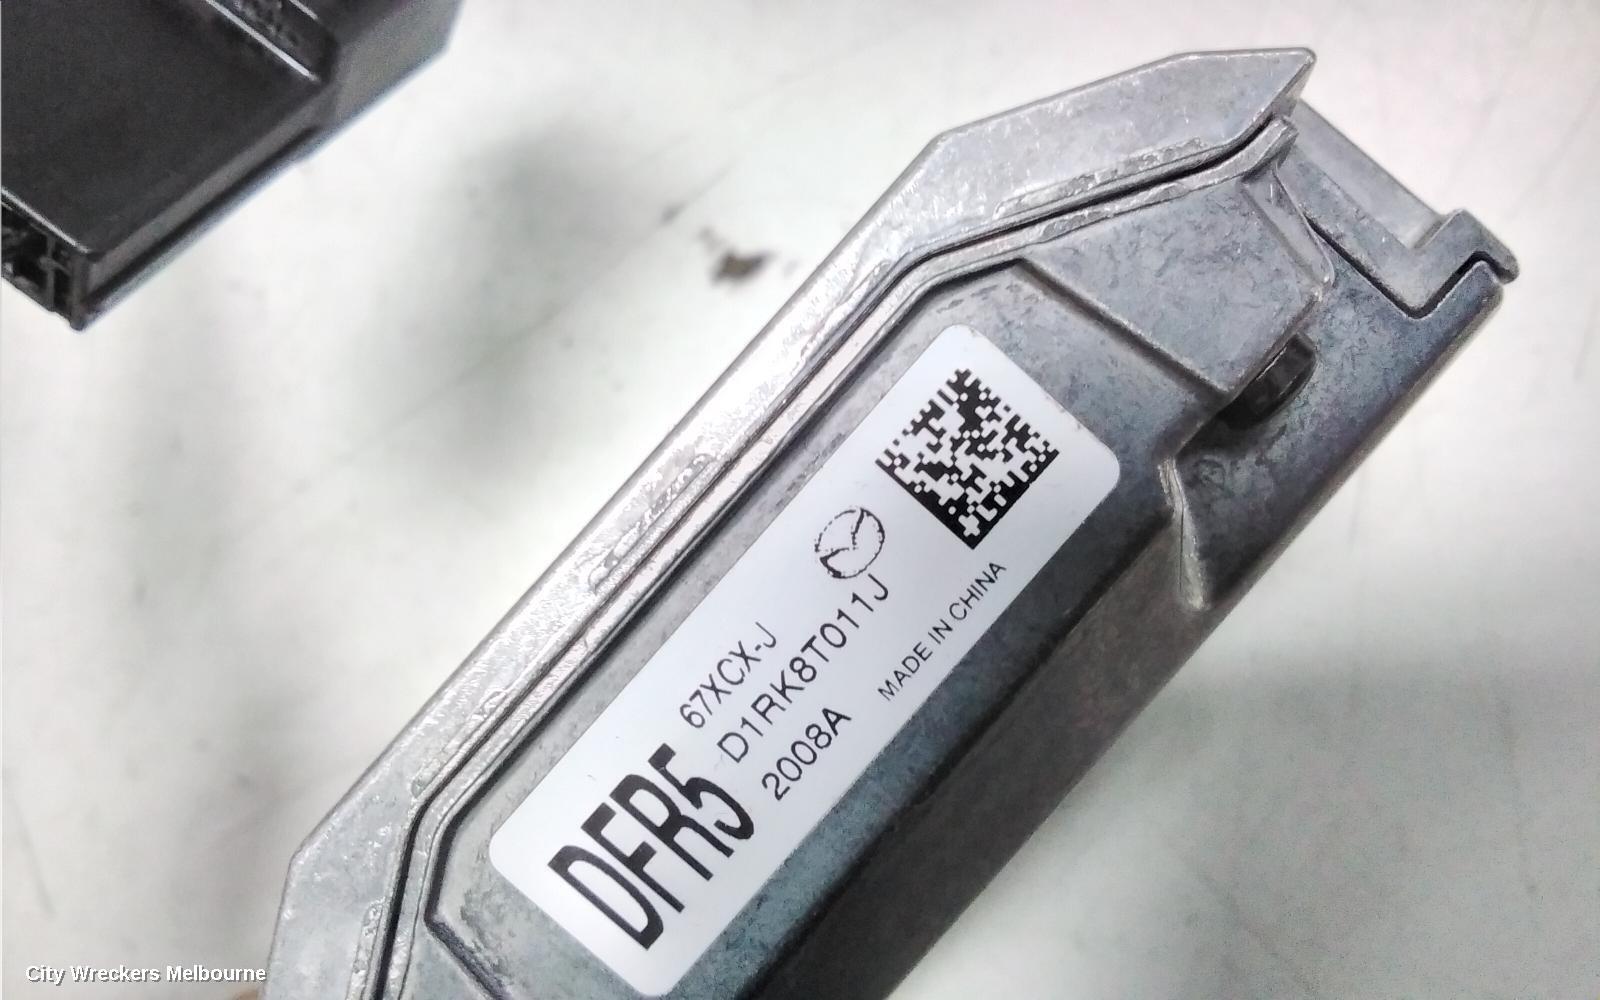 DFR5
67XCX-J
D1RK8T011J
2008A
MADE IN CHINA
City Wreckers Melbourne